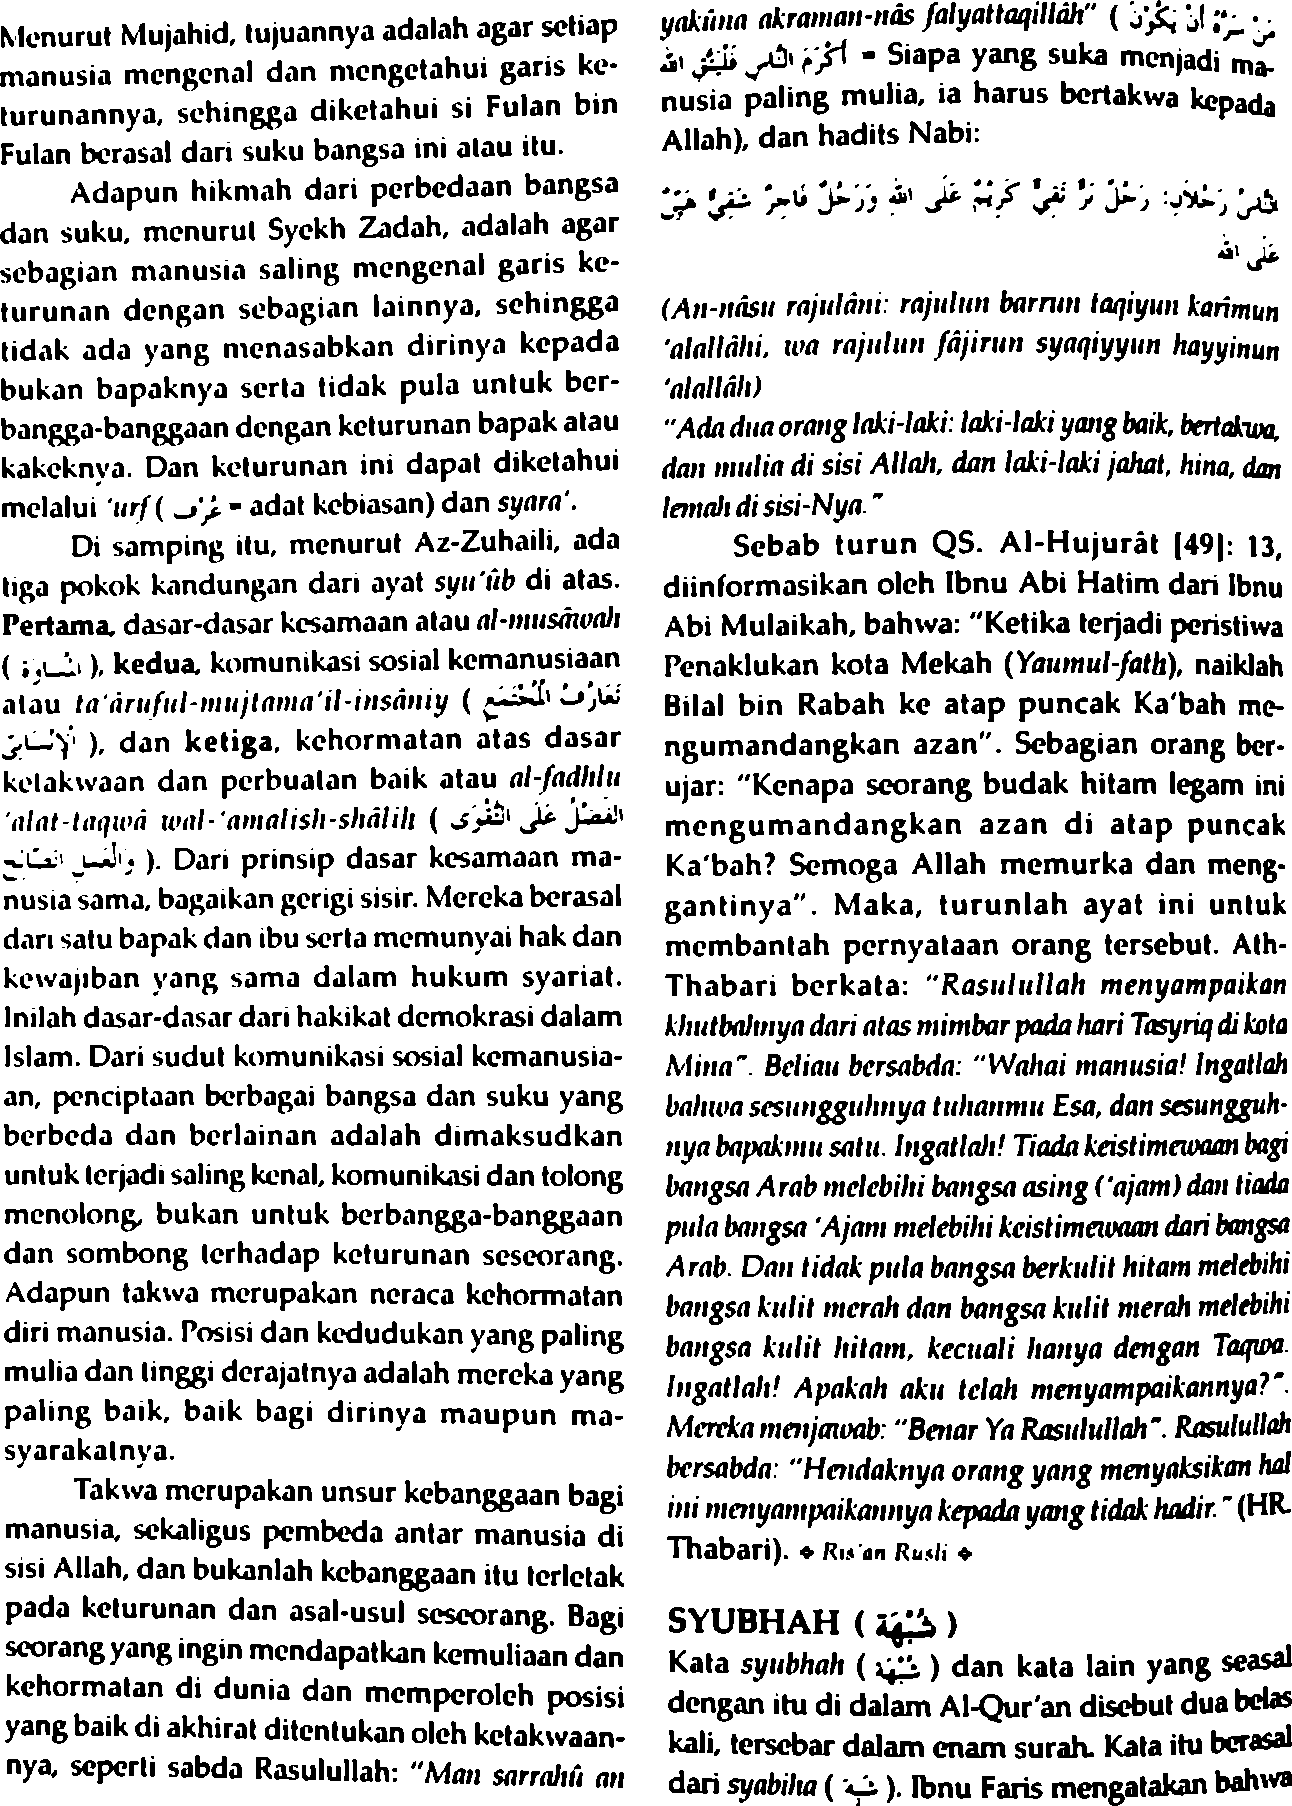 Menurut Mujahid, tujuannya adalah agar setiap
manusia mengenal dan mengetahui garis ke-
turunannya, sehingga diketahui si Fulan bin
Fulan berasal dari suku bangsa ini atau itu.
Adapun hikmah dari perbedaan bangsa
dan suku, menurut Syekh Zadah, adalah agar
sebagian manusia saling mengenal garis ke-
turunan dengan sebagian lainnya, sehingga
tidak ada yang menasabkan dirinya kepada
bukan bapaknya serta tidak pula untuk ber-
bangga-banggaan dengan keturunan bapak atau
kakeknya. Dan keturunan ini dapat diketahui
melalui 'urf ( عُرْف = adat kebiasan) dan syara'.
Di samping itu, menurut Az-Zuhaili, ada
tiga pokok kandungan dari ayat syu'ûb di atas.
Pertama, dasar-dasar kesamaan atau al-musâwah
( ), kedua, komunikasi sosial kemanusiaan
atau ta'âruful-mujtama'il-insâniy ( تَعَارُفُ الْمُجْتَمَعِ
), dan ketiga, kehormatan atas dasar
ketakwaan dan perbuatan baik atau al-fadhlu
'alat-taqwâ wal-'amalish-shâlih ( الفَضْلُ عَلَى التَّقْوَى
). Dari prinsip dasar kesamaan ma-
nusia sama, bagaikan gerigi sisir. Mereka berasal
dari satu bapak dan ibu serta memunyai hak dan
kewajiban yang sama dalam hukum syariat.
Inilah dasar-dasar dari hakikat demokrasi dalam
Islam. Dari sudut komunikasi sosial kemanusia-
an, penciptaan berbagai bangsa dan suku yang
berbeda dan berlainan adalah dimaksudkan
untuk terjadi saling kenal, komunikasi dan tolong
menolong, bukan untuk berbangga-banggaan
dan sombong terhadap keturunan seseorang.
Adapun takwa merupakan neraca kehormatan
diri manusia. Posisi dan kedudukan yang paling
mulia dan tinggi derajatnya adalah mereka yang
paling baik, baik bagi dirinya maupun ma-
syarakatnya.
Takwa merupakan unsur kebanggaan bagi
manusia, sekaligus pembeda antar manusia di
sisi Allah, dan bukanlah kebanggaan itu terletak
pada keturunan dan asal-usul seseorang. Bagi
seorang yang ingin mendapatkan kemuliaan dan
kehormatan di dunia dan memperoleh posisi
yang baik di akhirat ditentukan oleh ketakwaan-
nya, seperti sabda Rasulullah: "Man sarrahû an
yakûna akraman-nâs falyattaqillâh" ( مَنْ سَرَّهُ أَنْ يَكُوْنَ
أَكْرَمَ النَّاسِ فَلْيَتَّقِ الله = Siapa yang suka menjadi ma-
nusia paling mulia, ia harus bertakwa kepada
Allah), dan hadits Nabi:
النَّاسُ رَجُلاَنِ: رَجُلٌ بَرٌّ تَقِيٌّ كَرِيْمٌ عَلَى الله وَرَجُلٌ فَاجِرٌ شَقِيٌّ هَيِّنٌ
عَلَى الله
(An-nâsu rajulâni: rajulun barrun taqiyun karîmun
'alallâhi, wa rajulun fâjirun syaqiyyun hayyinun
'alallâh)
"Ada dua orang laki-laki: laki-laki yang baik, bertakwa,
dan mulia di sisi Allah, dan laki-laki jahat, hina, dan
lemah di sisi-Nya."
Sebab turun QS. Al-Hujurât [49]: 13,
diinformasikan oleh Ibnu Abi Hatim dari Ibnu
Abi Mulaikah, bahwa: "Ketika terjadi peristiwa
Penaklukan kota Mekah (Yaumul-fath), naiklah
Bilal bin Rabah ke atap puncak Ka'bah me-
ngumandangkan azan". Sebagian orang ber-
ujar: "Kenapa seorang budak hitam legam ini
mengumandangkan azan di atap puncak
Ka'bah? Semoga Allah memurka dan meng-
gantinya". Maka, turunlah ayat ini untuk
membantah pernyataan orang tersebut. Ath-
Thabari berkata: "Rasulullah menyampaikan
khutbahnya dari atas mimbar pada hari Tasyriq di kota
Mina". Beliau bersabda: "Wahai manusia! Ingatlah
bahwa sesungguhnya tuhanmu Esa, dan sesungguh-
nya bapakmu satu. Ingatlah! Tiada keistimewaan bagi
bangsa Arab melebihi bangsa asing ('ajam) dan tiada
pula bangsa 'Ajam melebihi keistimewaan dari bangsa
Arab. Dan tidak pula bangsa berkulit hitam melebihi
bangsa kulit merah dan bangsa kulit merah melebihi
bangsa kulit hitam, kecuali hanya dengan Taqwa.
Ingatlah! Apakah aku telah menyampaikannya?".
Mereka menjawab: "Benar Ya Rasulullah". Rasulullah
bersabda: "Hendaknya orang yang menyaksikan hal
ini menyampaikannya kepada yang tidak hadir." (HR.
Thabari). ❖ Ris'an Rusli ❖
SYUBHAH ( شُبْهَة )
Kata syubhah ( شُبْهَة ) dan kata lain yang seasal
dengan itu di dalam Al-Qur'an disebut dua belas
kali, tersebar dalam enam surah. Kata itu berasal
dari syabiha ( شَبِهَ ). Ibnu Faris mengatakan bahwa